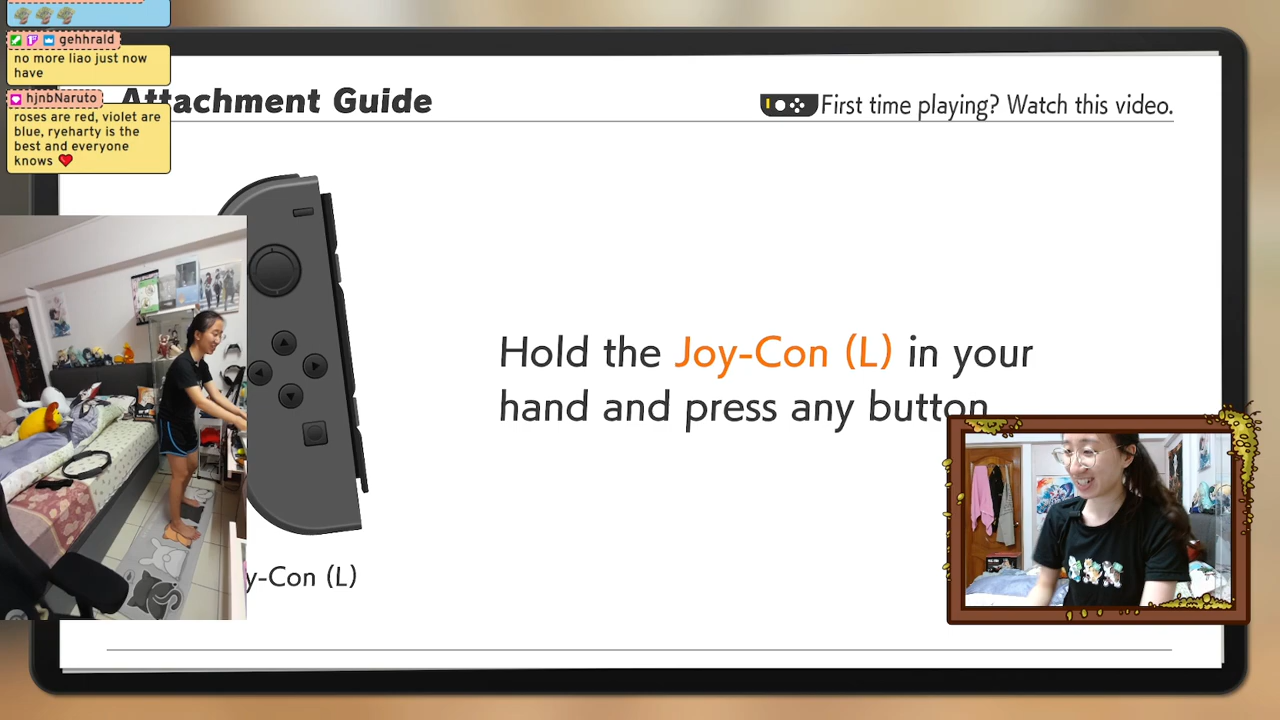 gehhrald
no more liao just now
have
hjnbNaruto
roses are red, violet are
blue, ryeharty is the
best and everyone
knows
Attachment Guide
First time playing? Watch this video.
Hold the Joy-Con (L) in your
hand and press any button
y-Con (L)